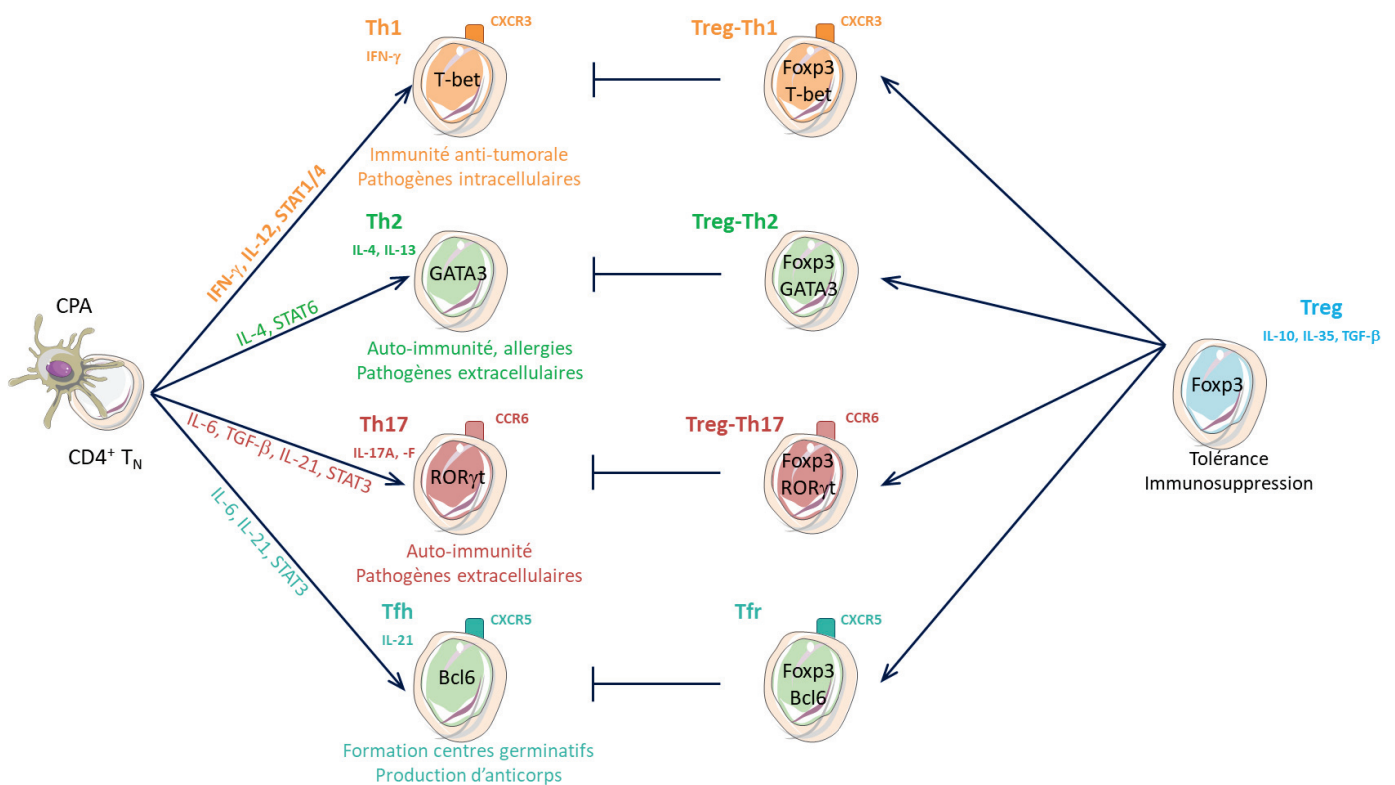 Th1
CXCR3
IFN-γ
T-bet
Immunité anti-tumorale
Pathogènes intracellulaires
Treg-Th1
CXCR3
Foxp3
T-bet
IFN-γ, IL-12, STAT1/4
Th2
IL-4, IL-13
GATA3
Auto-immunité, allergies
Pathogènes extracellulaires
Treg-Th2
Foxp3
GATA3
IL-4, STAT6
CPA
CD4⁺ T_N
Treg
IL-10, IL-35, TGF-β
Foxp3
Tolérance
Immunosuppression
IL-6, TGF-β, IL-21, STAT3
Th17
CCR6
IL-17A, -F
RORγt
Auto-immunité
Pathogènes extracellulaires
Treg-Th17
CCR6
Foxp3
RORγt
IL-6, IL-21, STAT3
Tfh
CXCR5
IL-21
Bcl6
Formation centres germinatifs
Production d'anticorps
Tfr
CXCR5
Foxp3
Bcl6